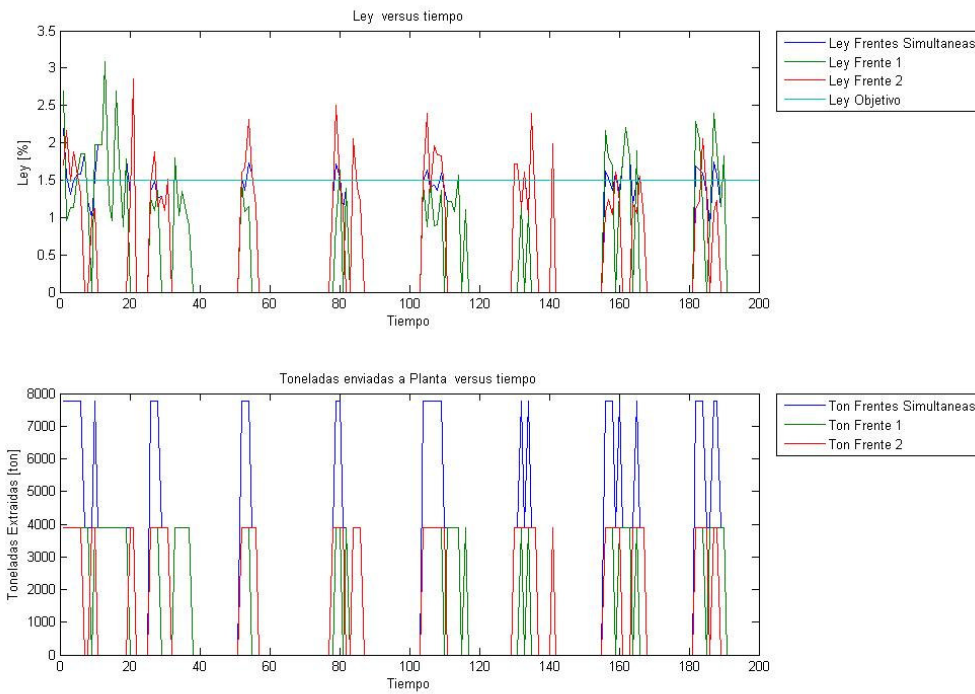 Ley versus tiempo
3.5
3
2.5
2
1.5
1
0.5
0
Ley [%]
0 20 40 60 80 100 120 140 160 180 200
Tiempo
Ley Frentes Simultaneas
Ley Frente 1
Ley Frente 2
Ley Objetivo
Toneladas enviadas a Planta versus tiempo
8000
7000
6000
5000
4000
3000
2000
1000
0
Toneladas Extraidas [ton]
0 20 40 60 80 100 120 140 160 180 200
Tiempo
Ton Frentes Simultaneas
Ton Frente 1
Ton Frente 2